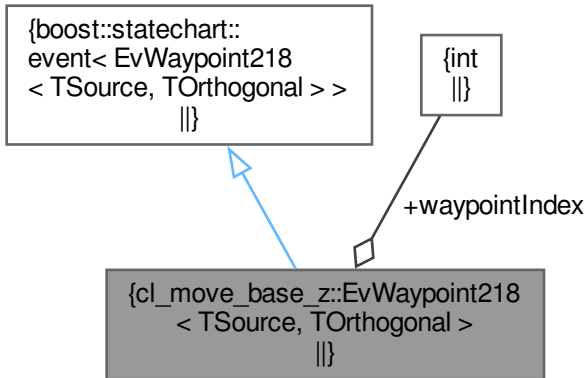 {boost::statechart::
event< EvWaypoint218
< TSource, TOrthogonal > >
||}
{int
||}
+waypointIndex
{cl_move_base_z::EvWaypoint218
< TSource, TOrthogonal >
||}